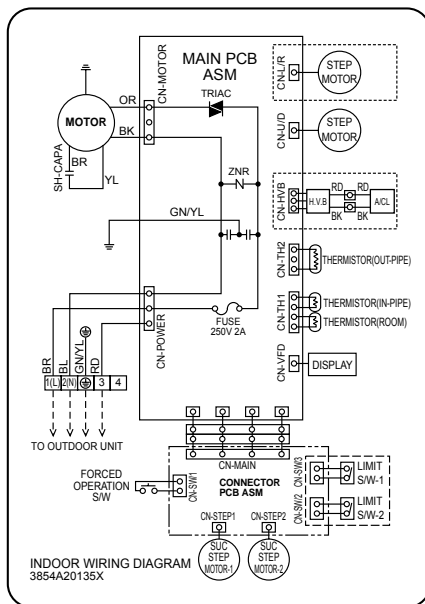 MAIN PCB
ASM
CN-MOTOR
TRIAC
OR
MOTOR
BK
BR
SH-CAPA
YL
ZNR
GN/YL
CN-L/R
STEP
MOTOR
CN-U/D
STEP
MOTOR
CN-HVB
H.V.B
RD
RD
BK
BK
A/CL
CN-TH2
THERMISTOR(OUT-PIPE)
CN-TH1
THERMISTOR(IN-PIPE)
THERMISTOR(ROOM)
CN-VFD
DISPLAY
CN-POWER
FUSE
250V 2A
BR
BL
GN/YL
RD
1(L)
2(N)
3
4
TO OUTDOOR UNIT
CN-MAIN
CONNECTOR
PCB ASM
FORCED
OPERATION
S/W
CN-SW1
CN-SW3
LIMIT
S/W-1
CN-SW2
LIMIT
S/W-2
CN-STEP1
CN-STEP2
SUC
STEP
MOTOR-1
SUC
STEP
MOTOR-2
INDOOR WIRING DIAGRAM
3854A20135X